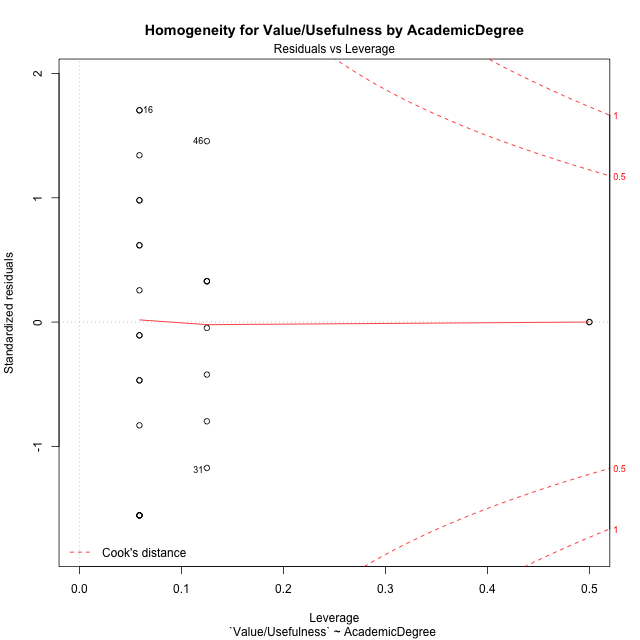 Homogeneity for Value/Usefulness by AcademicDegree
Residuals vs Leverage
Standardized residuals
2
1
0
-1
16
46
31
1
0.5
0.5
1
Cook's distance
0.0 0.1 0.2 0.3 0.4 0.5
Leverage
`Value/Usefulness` ~ AcademicDegree